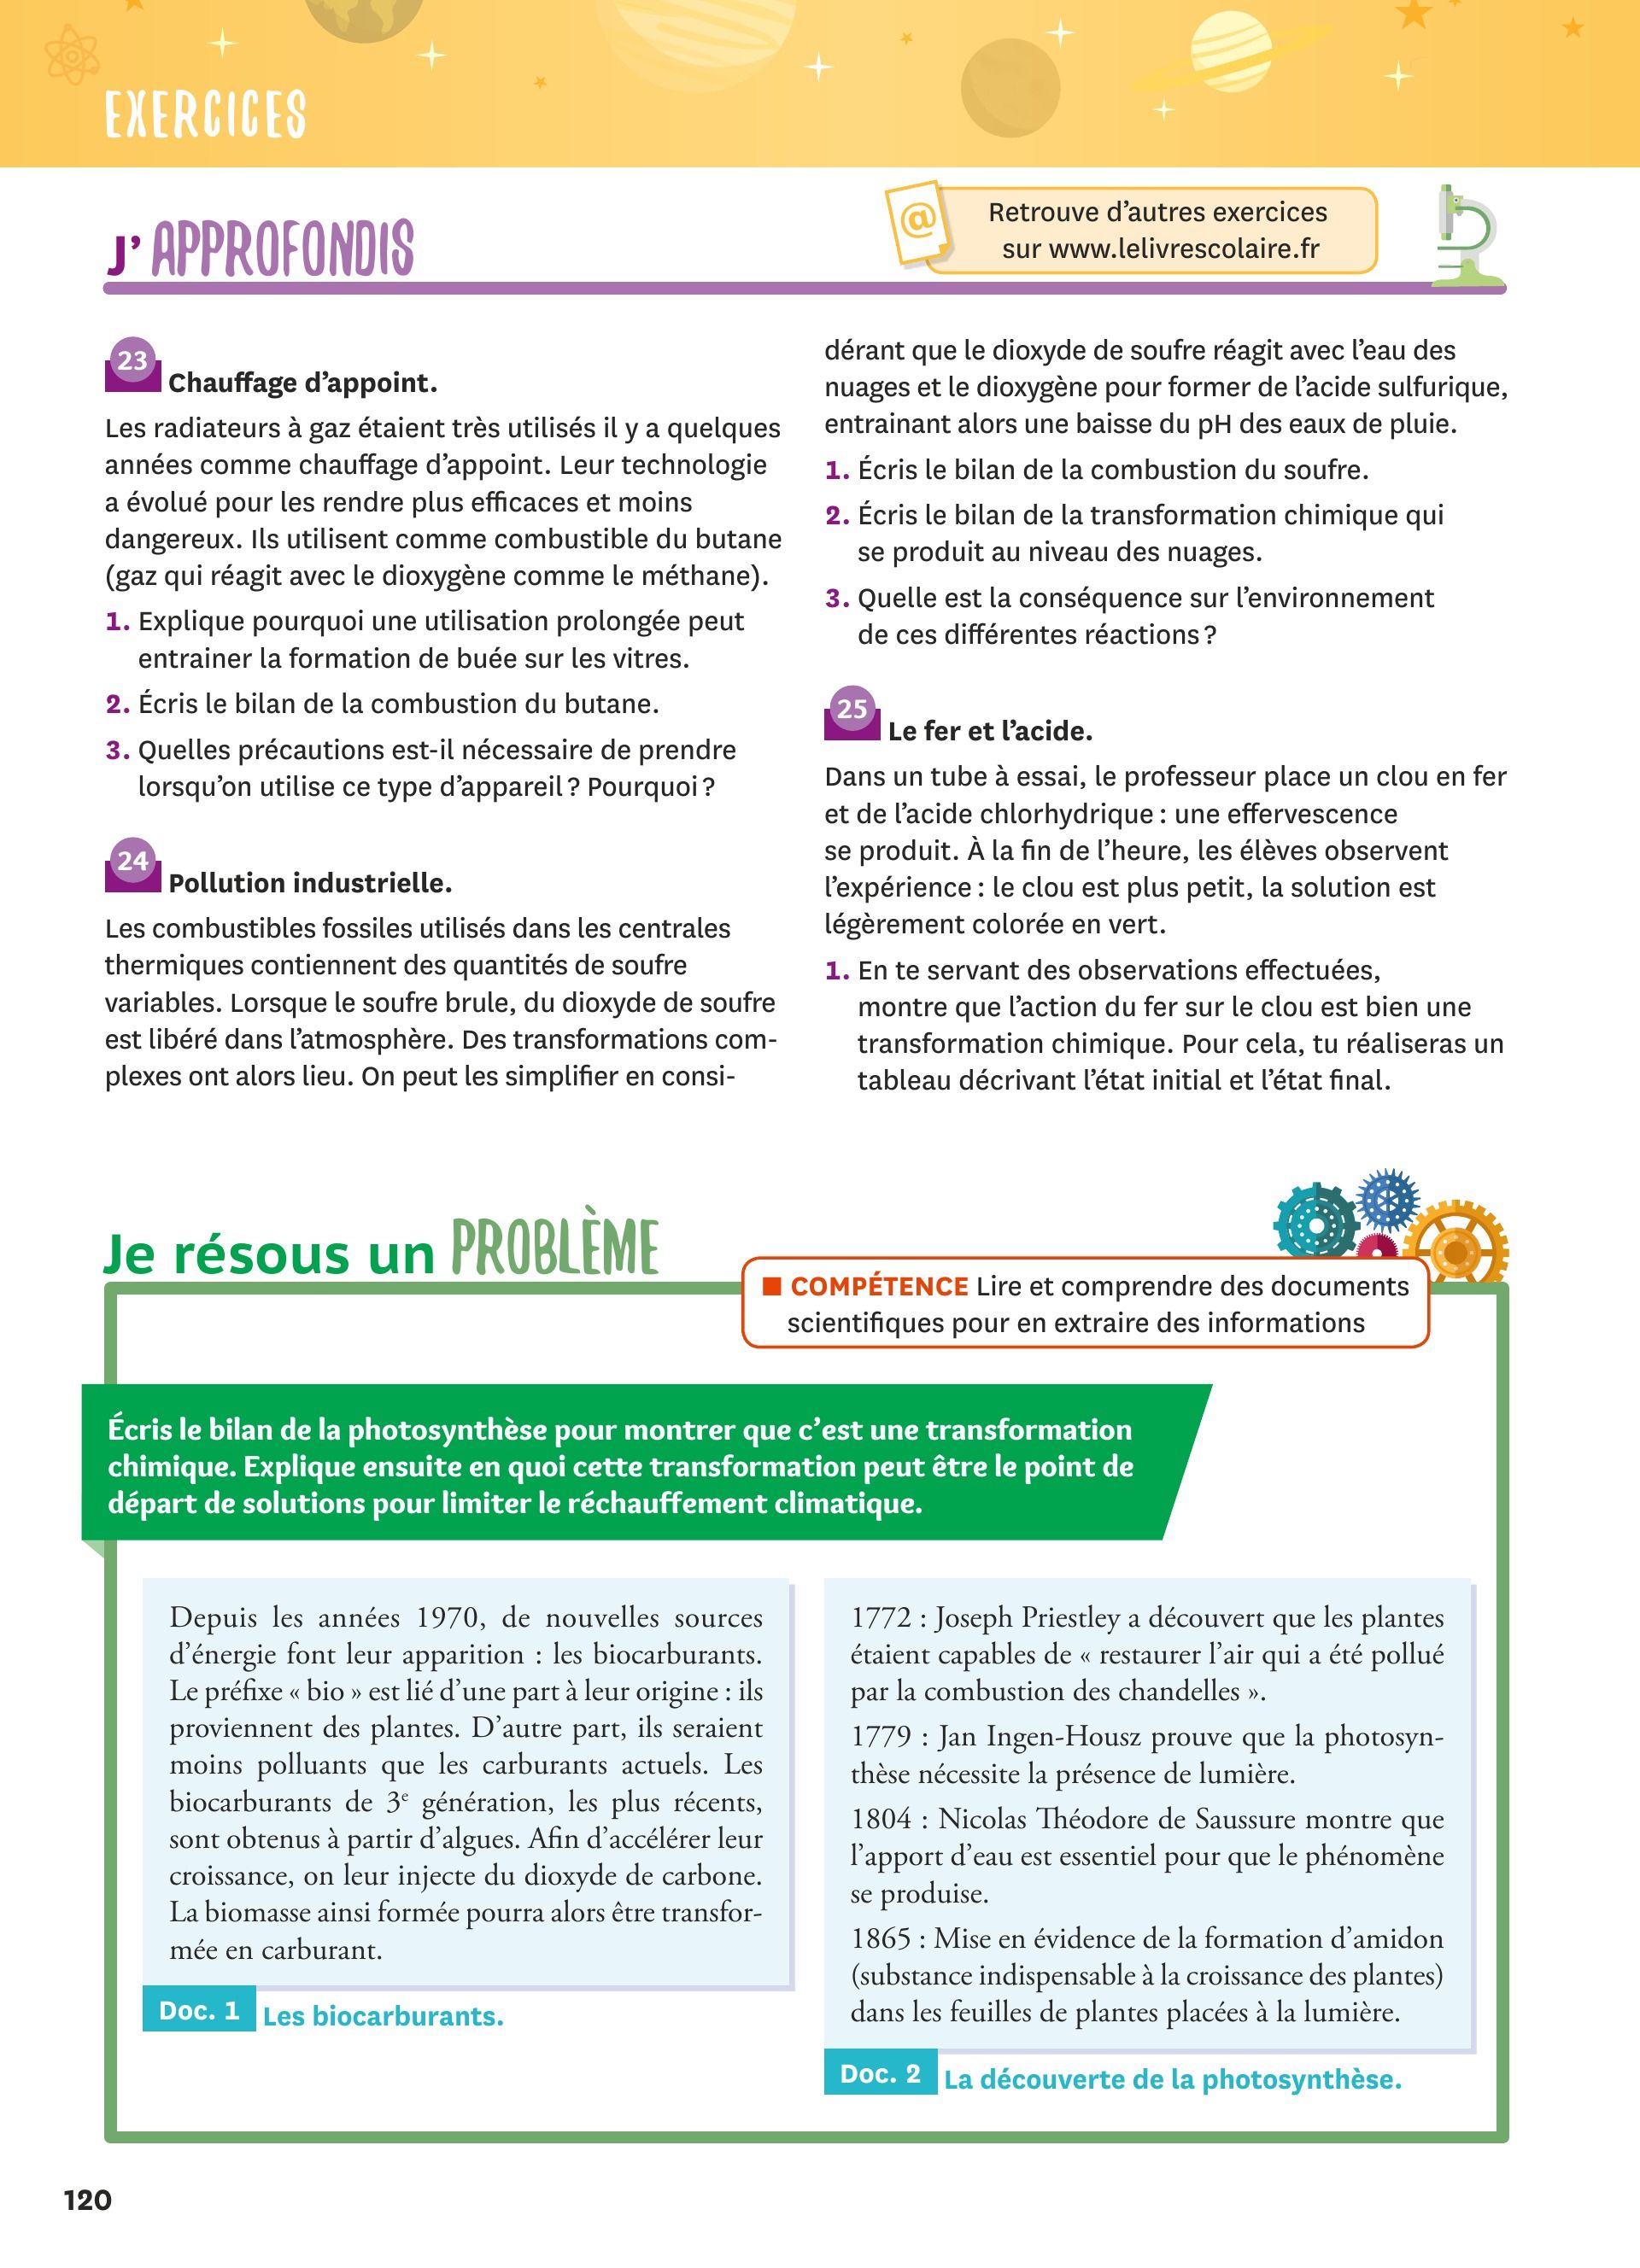 EXERCICES
J' APPROFONDIS
@
Retrouve d'autres exercices
sur www.lelivrescolaire.fr
23 Chauffage d'appoint.
Les radiateurs à gaz étaient très utilisés il y a quelques
années comme chauffage d'appoint. Leur technologie
a évolué pour les rendre plus efficaces et moins
dangereux. Ils utilisent comme combustible du butane
(gaz qui réagit avec le dioxygène comme le méthane).
1. Explique pourquoi une utilisation prolongée peut
entrainer la formation de buée sur les vitres.
2. Écris le bilan de la combustion du butane.
3. Quelles précautions est-il nécessaire de prendre
lorsqu'on utilise ce type d'appareil ? Pourquoi ?
24 Pollution industrielle.
Les combustibles fossiles utilisés dans les centrales
thermiques contiennent des quantités de soufre
variables. Lorsque le soufre brule, du dioxyde de soufre
est libéré dans l'atmosphère. Des transformations com-
plexes ont alors lieu. On peut les simplifier en consi-
dérant que le dioxyde de soufre réagit avec l'eau des
nuages et le dioxygène pour former de l'acide sulfurique,
entrainant alors une baisse du pH des eaux de pluie.
1. Écris le bilan de la combustion du soufre.
2. Écris le bilan de la transformation chimique qui
se produit au niveau des nuages.
3. Quelle est la conséquence sur l'environnement
de ces différentes réactions ?
25 Le fer et l'acide.
Dans un tube à essai, le professeur place un clou en fer
et de l'acide chlorhydrique : une effervescence
se produit. À la fin de l'heure, les élèves observent
l'expérience : le clou est plus petit, la solution est
légèrement colorée en vert.
1. En te servant des observations effectuées,
montre que l'action du fer sur le clou est bien une
transformation chimique. Pour cela, tu réaliseras un
tableau décrivant l'état initial et l'état final.
Je résous un PROBLÈME
■ COMPÉTENCE Lire et comprendre des documents
scientifiques pour en extraire des informations
Écris le bilan de la photosynthèse pour montrer que c'est une transformation
chimique. Explique ensuite en quoi cette transformation peut être le point de
départ de solutions pour limiter le réchauffement climatique.
Depuis les années 1970, de nouvelles sources
d'énergie font leur apparition : les biocarburants.
Le préfixe « bio » est lié d'une part à leur origine : ils
proviennent des plantes. D'autre part, ils seraient
moins polluants que les carburants actuels. Les
biocarburants de 3e génération, les plus récents,
sont obtenus à partir d'algues. Afin d'accélérer leur
croissance, on leur injecte du dioxyde de carbone.
La biomasse ainsi formée pourra alors être transfor-
mée en carburant.
Doc. 1 Les biocarburants.
1772 : Joseph Priestley a découvert que les plantes
étaient capables de « restaurer l'air qui a été pollué
par la combustion des chandelles ».
1779 : Jan Ingen-Housz prouve que la photosyn-
thèse nécessite la présence de lumière.
1804 : Nicolas Théodore de Saussure montre que
l'apport d'eau est essentiel pour que le phénomène
se produise.
1865 : Mise en évidence de la formation d'amidon
(substance indispensable à la croissance des plantes)
dans les feuilles de plantes placées à la lumière.
Doc. 2 La découverte de la photosynthèse.
120